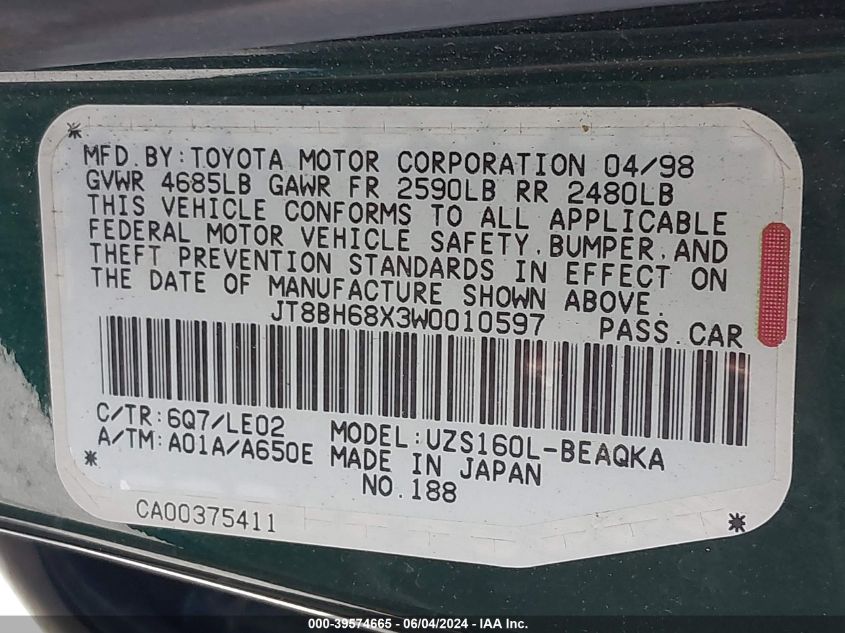 MFD. BY: TOYOTA MOTOR CORPORATION 04/98
GVWR 4685LB GAWR FR 2590LB RR 2480LB
THIS VEHICLE CONFORMS TO ALL APPLICABLE
FEDERAL MOTOR VEHICLE SAFETY, BUMPER, AND
THEFT PREVENTION STANDARDS IN EFFECT ON
THE DATE OF MANUFACTURE SHOWN ABOVE.
JT8BH68X3W0010597 PASS. CAR
C/TR: 6Q7/LE02 MODEL: UZS160L-BEAQKA
A/TM: A01A/A650E MADE IN JAPAN
NO. 188
CA00375411
000-39574665 - 06/04/2024 - IAA Inc.